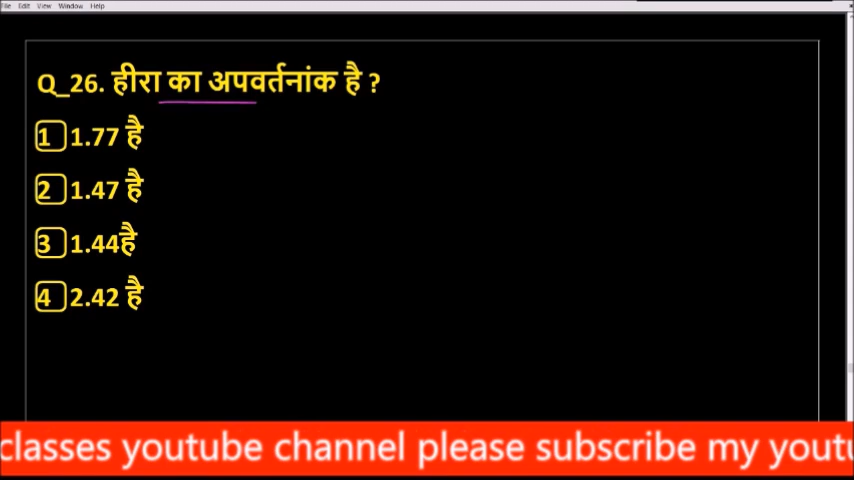 File Edit View Window Help
Q_26. हीरा का अपवर्तनांक है ?
1 1.77 है
2 1.47 है
3 1.44है
4 2.42 है
classes youtube channel please subscribe my youtu